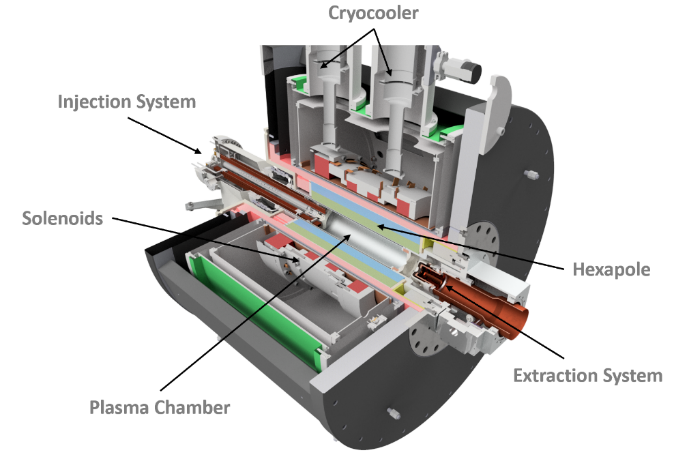 Cryocooler
Injection System
Solenoids
Hexapole
Extraction System
Plasma Chamber